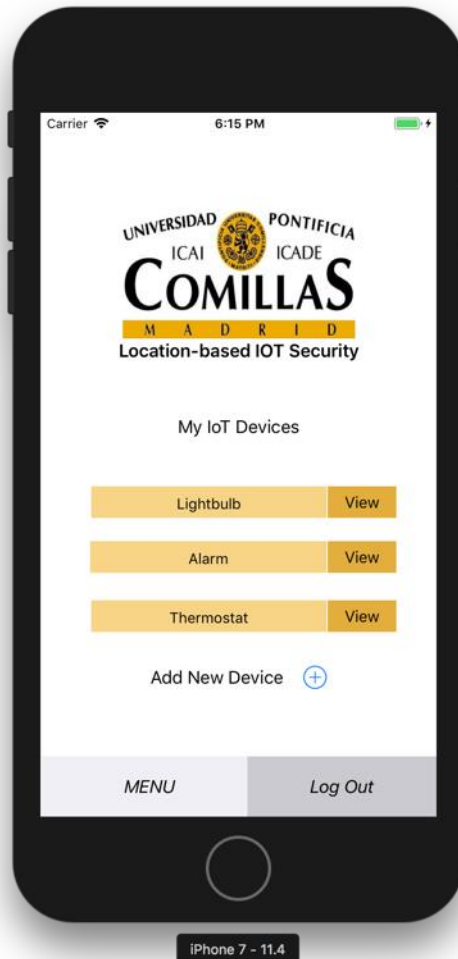 Carrier 6:15 PM
UNIVERSIDAD PONTIFICIA
ICAI ICADE
COMILLAS
MADRID
Location-based IOT Security
My IoT Devices
Lightbulb View
Alarm View
Thermostat View
Add New Device
MENU Log Out
iPhone 7 - 11.4